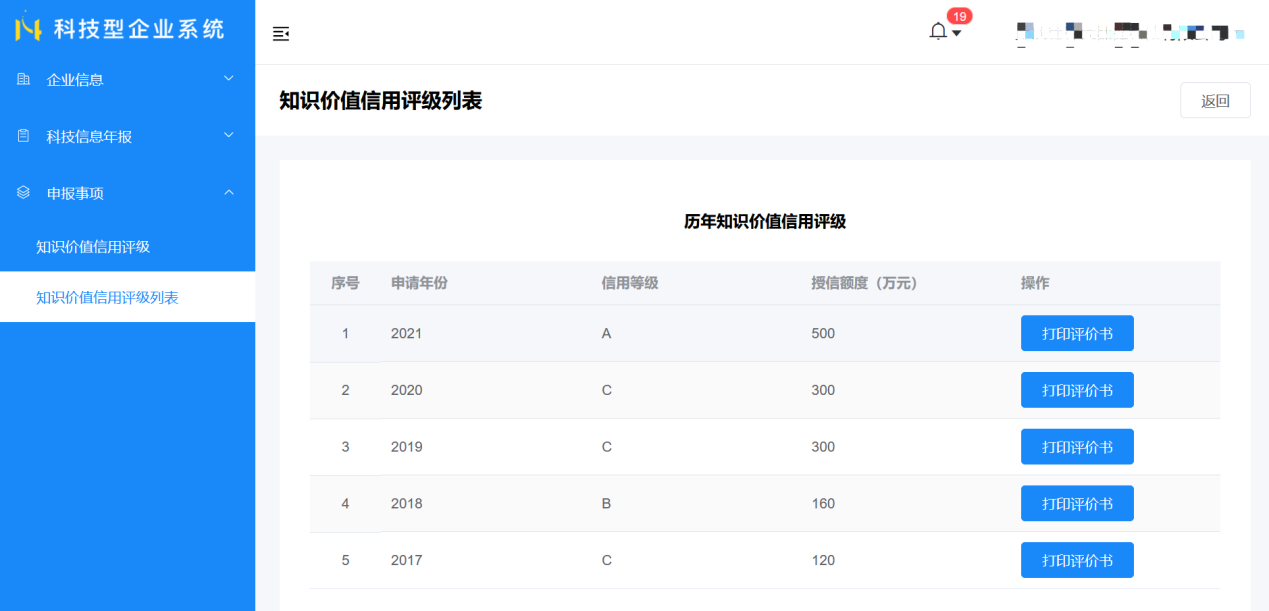 科技型企业系统
19
企业信息
科技信息年报
申报事项
知识价值信用评级
知识价值信用评级列表
知识价值信用评级列表
返回
历年知识价值信用评级
序号 申请年份 信用等级 授信额度（万元） 操作
1 2021 A 500 打印评价书
2 2020 C 300 打印评价书
3 2019 C 300 打印评价书
4 2018 B 160 打印评价书
5 2017 C 120 打印评价书